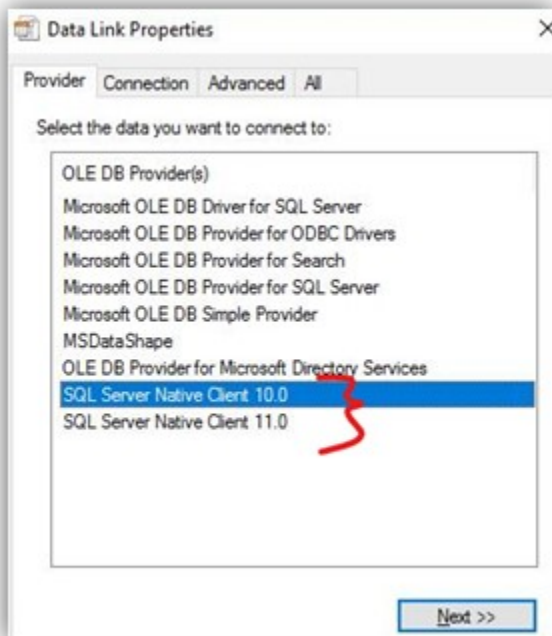 Data Link Properties
Provider Connection Advanced All
Select the data you want to connect to:
OLE DB Provider(s)
Microsoft OLE DB Driver for SQL Server
Microsoft OLE DB Provider for ODBC Drivers
Microsoft OLE DB Provider for Search
Microsoft OLE DB Provider for SQL Server
Microsoft OLE DB Simple Provider
MSDataShape
OLE DB Provider for Microsoft Directory Services
SQL Server Native Client 10.0
SQL Server Native Client 11.0
Next >>